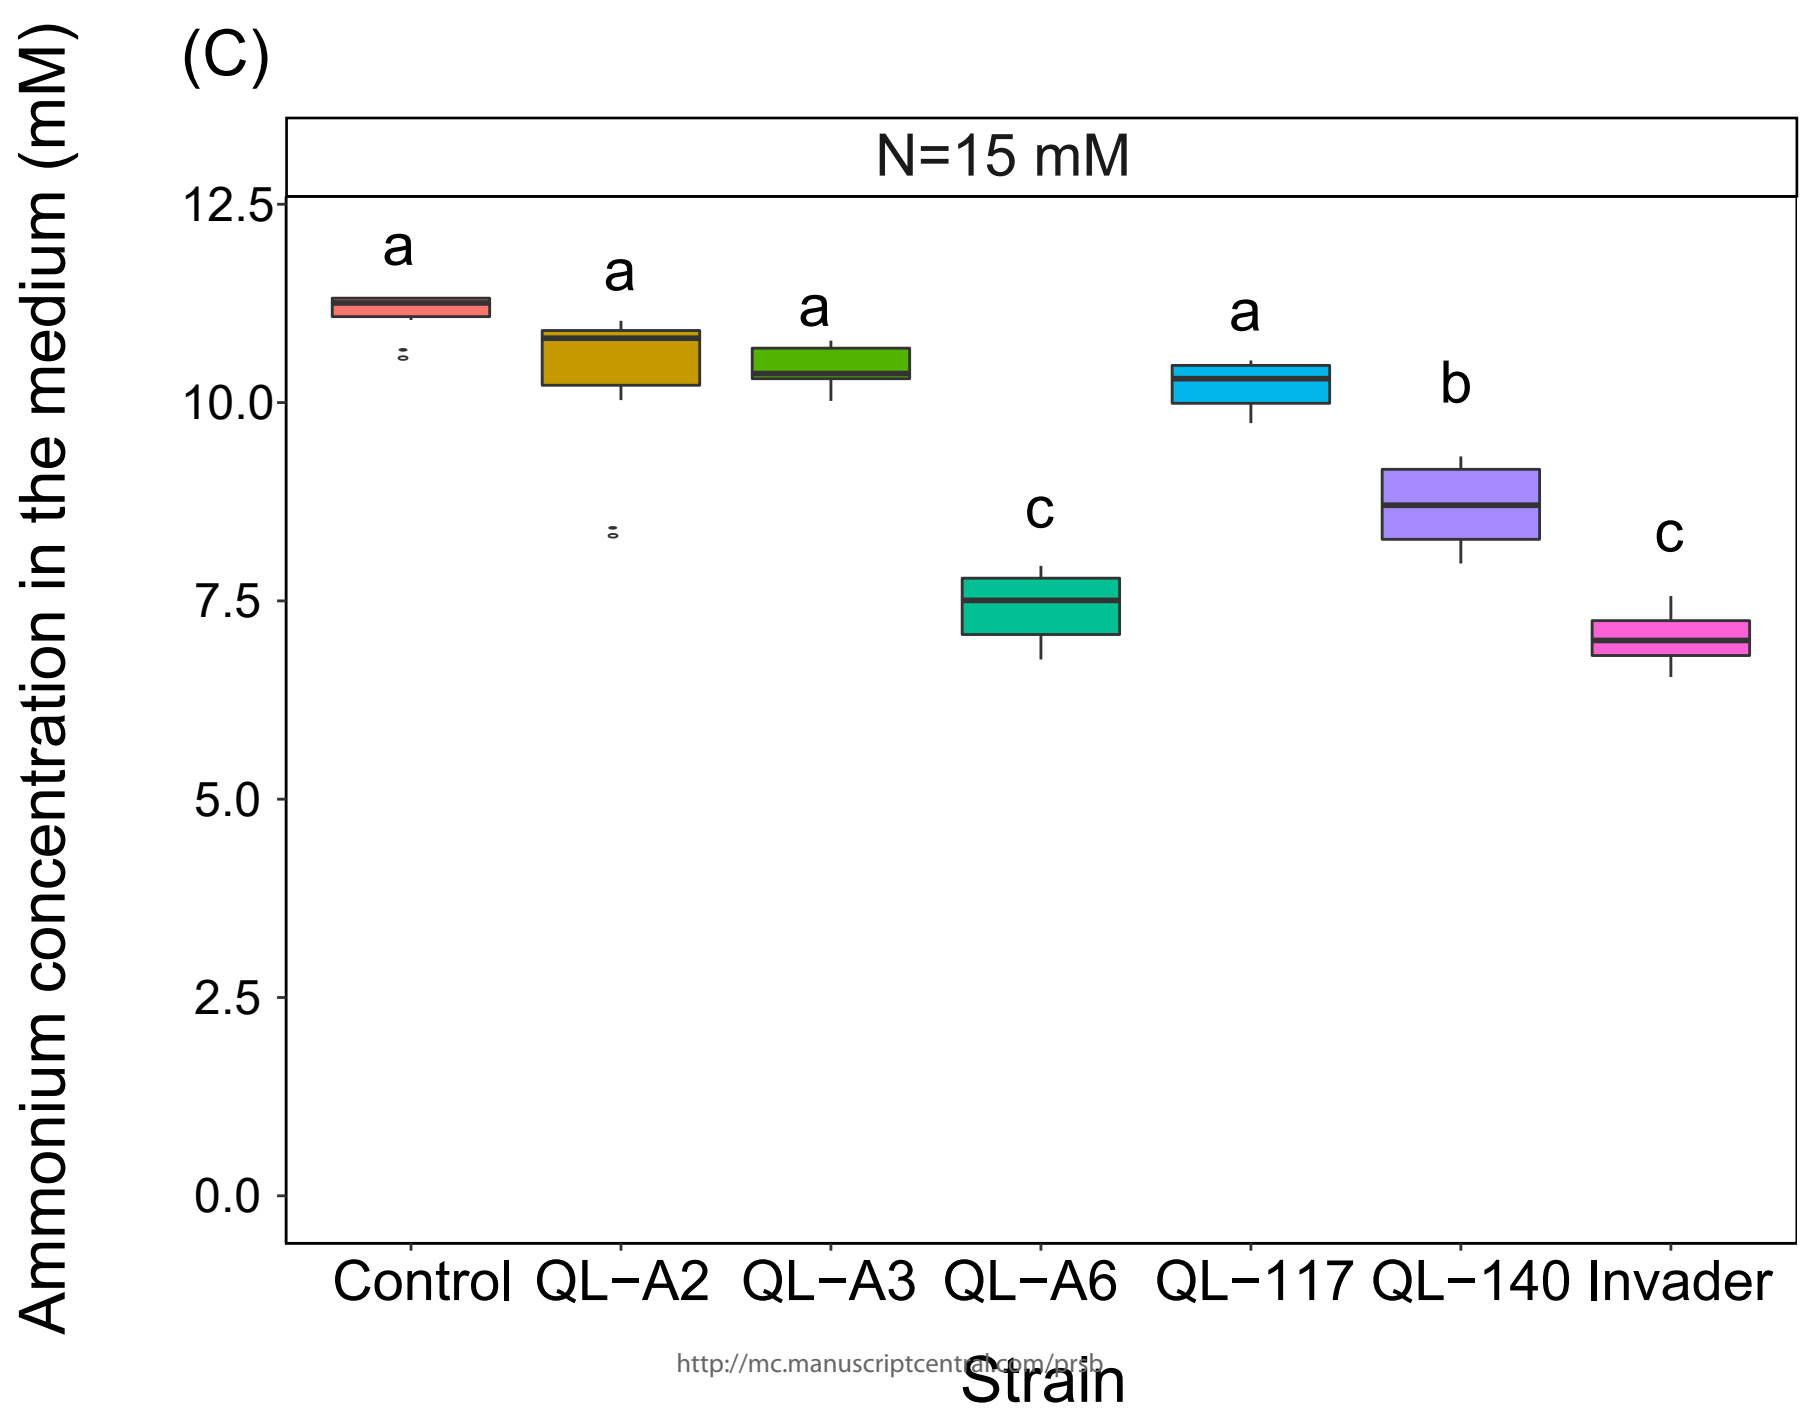 (C)
Ammonium concentration in the medium (mM)
N=15 mM
12.5
10.0
7.5
5.0
2.5
0.0
a
a
a
c
a
b
c
Control QL−A2 QL−A3 QL−A6 QL−117 QL−140 Invader
http://mc.manuscriptcentral.com/prsb
Strain